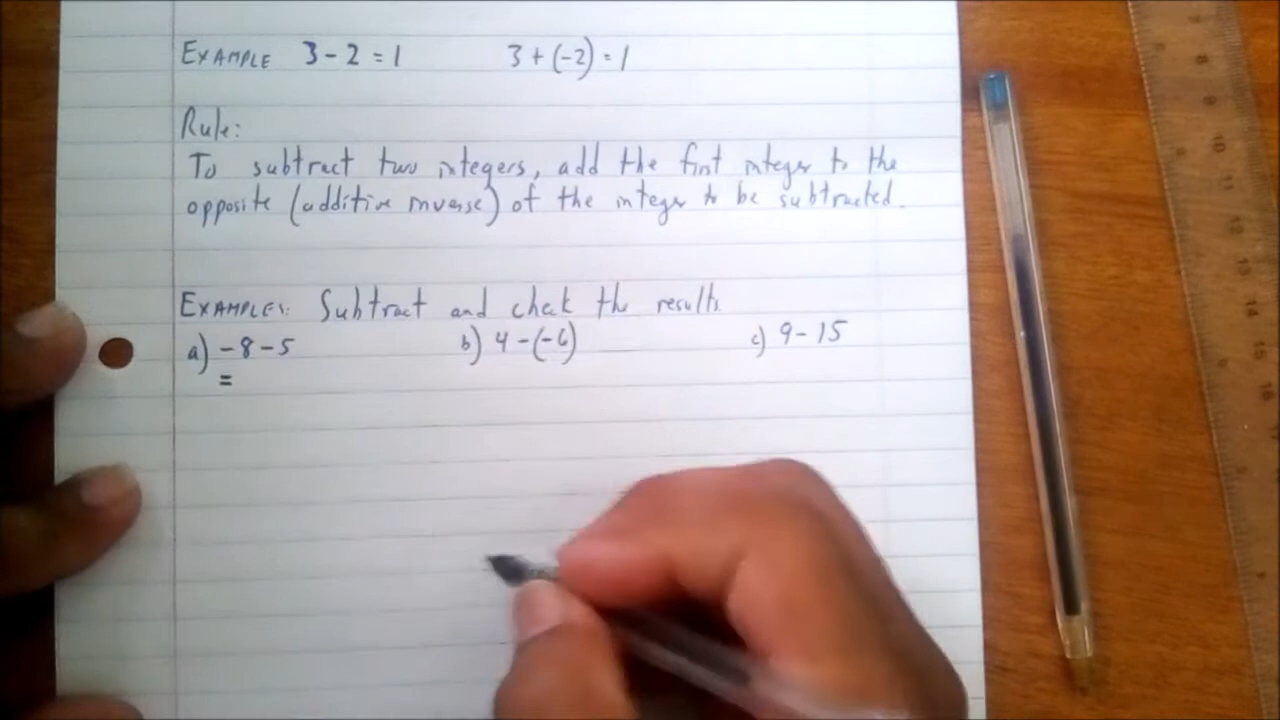 EXAMPLE 3 - 2 = 1 3 + (-2) = 1
Rule:
To subtract two integers, add the first integer to the
opposite (additive inverse) of the integer to be subtracted.
EXAMPLES: Subtract and check the results.
a) -8 - 5 b) 4 - (-6) c) 9 - 15
=